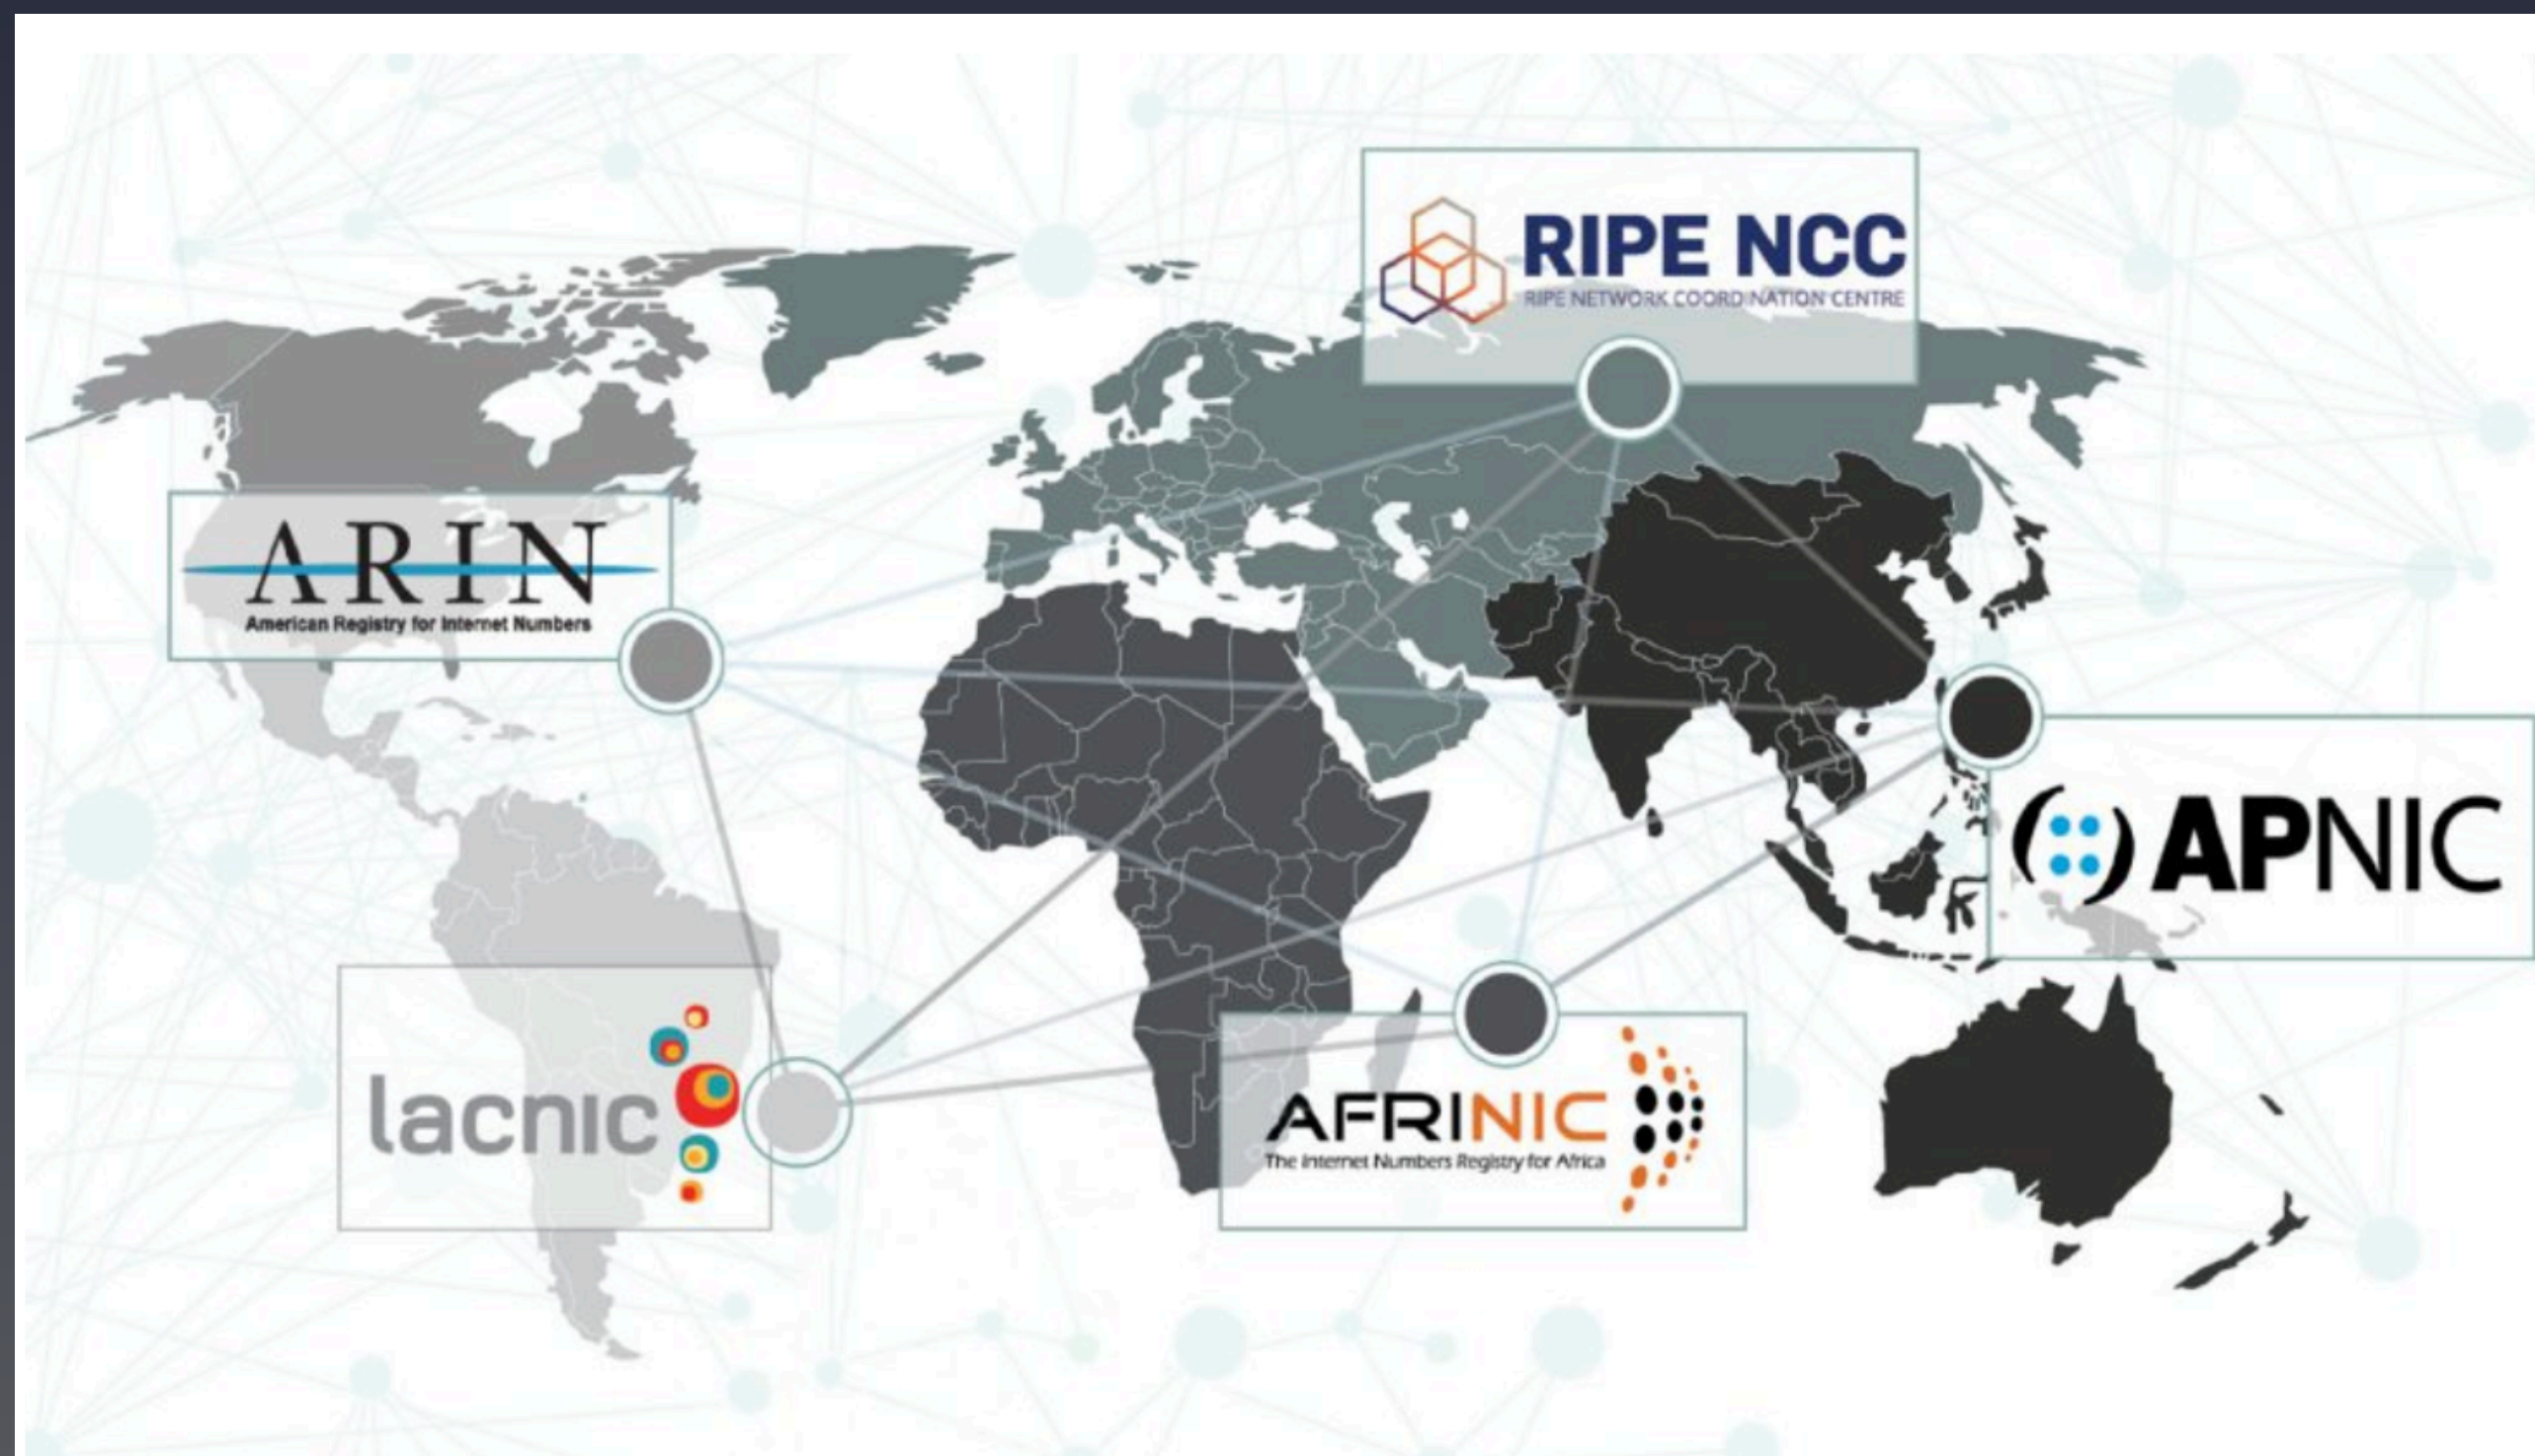 RIPE NCC
RIPE NETWORK COORDINATION CENTRE
ARIN
American Registry for Internet Numbers
APNIC
lacnic
AFRINIC
The Internet Numbers Registry for Africa